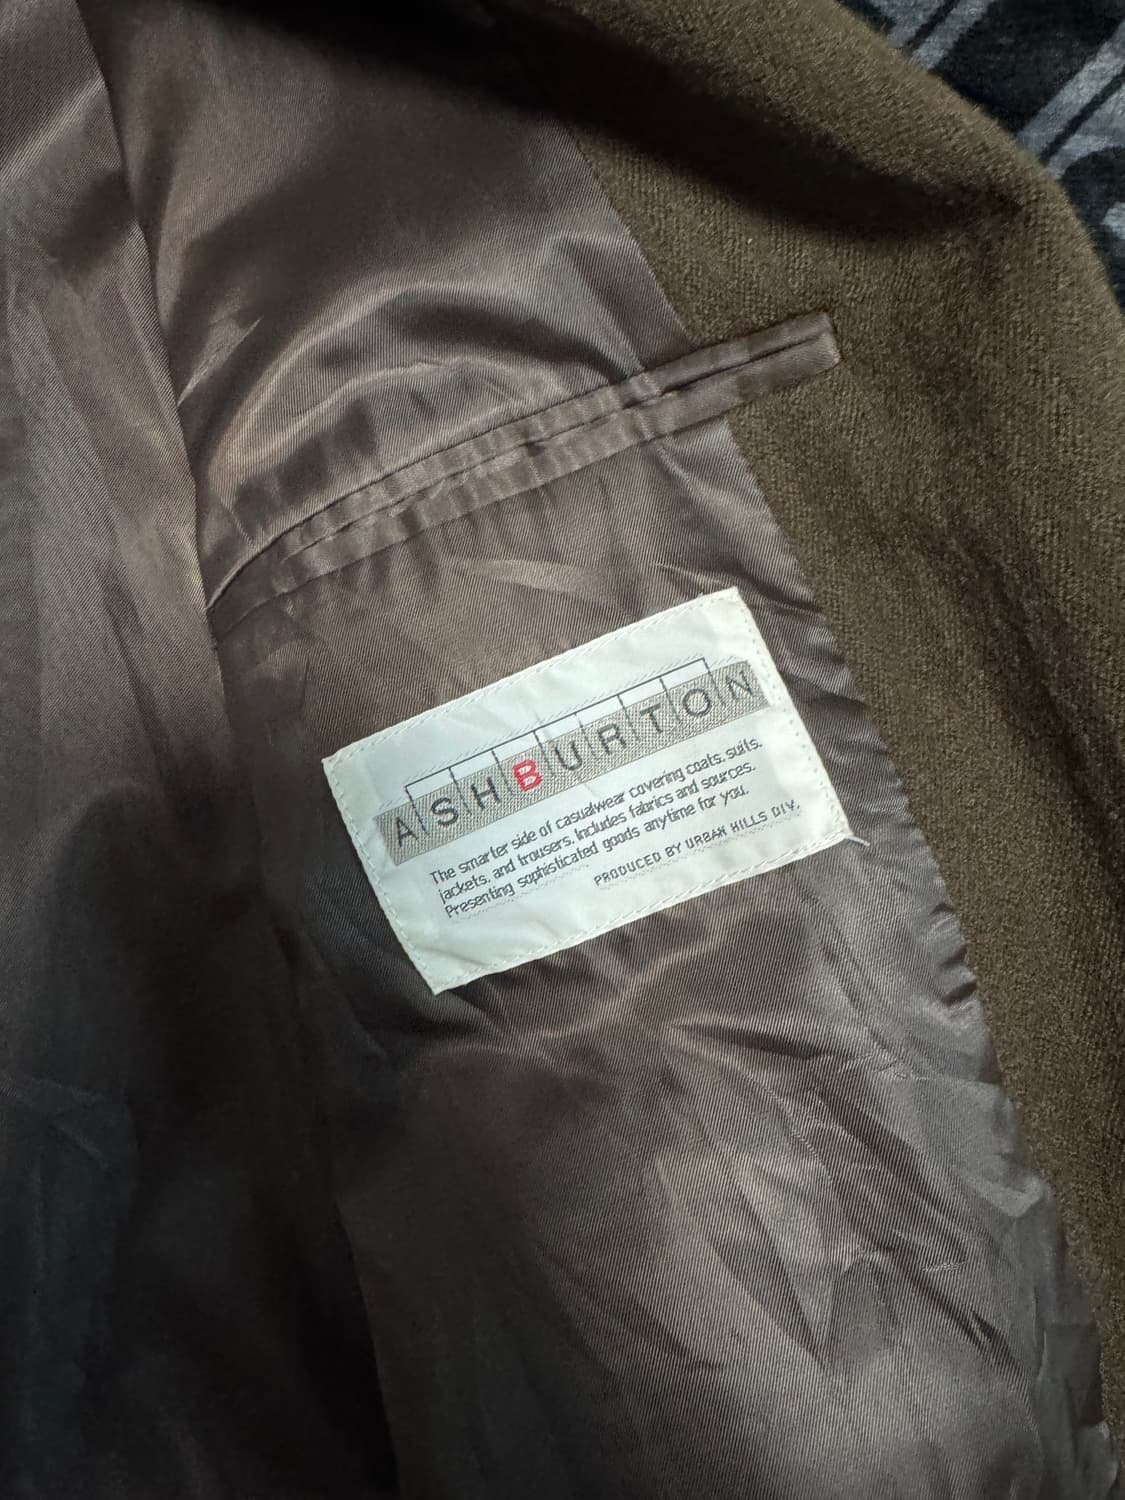 ASHBURTON
The smarter side of casualwear covering coats, suits,
jackets, and trousers. Includes fabrics and sources.
Presenting sophisticated goods anytime for you.
PRODUCED BY URBAN HILLS DIV.